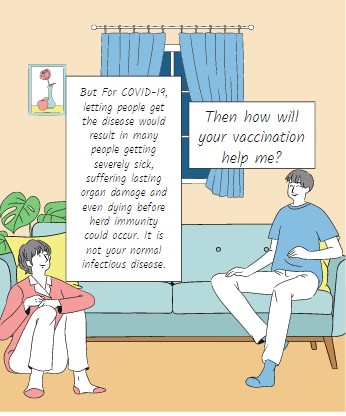 But For COVID-19,
letting people get
the disease would
result in many
people getting
severely sick,
suffering lasting
organ damage and
even dying before
herd immunity
could occur. It is
not your normal
infectious disease.
Then how will
your vaccination
help me?